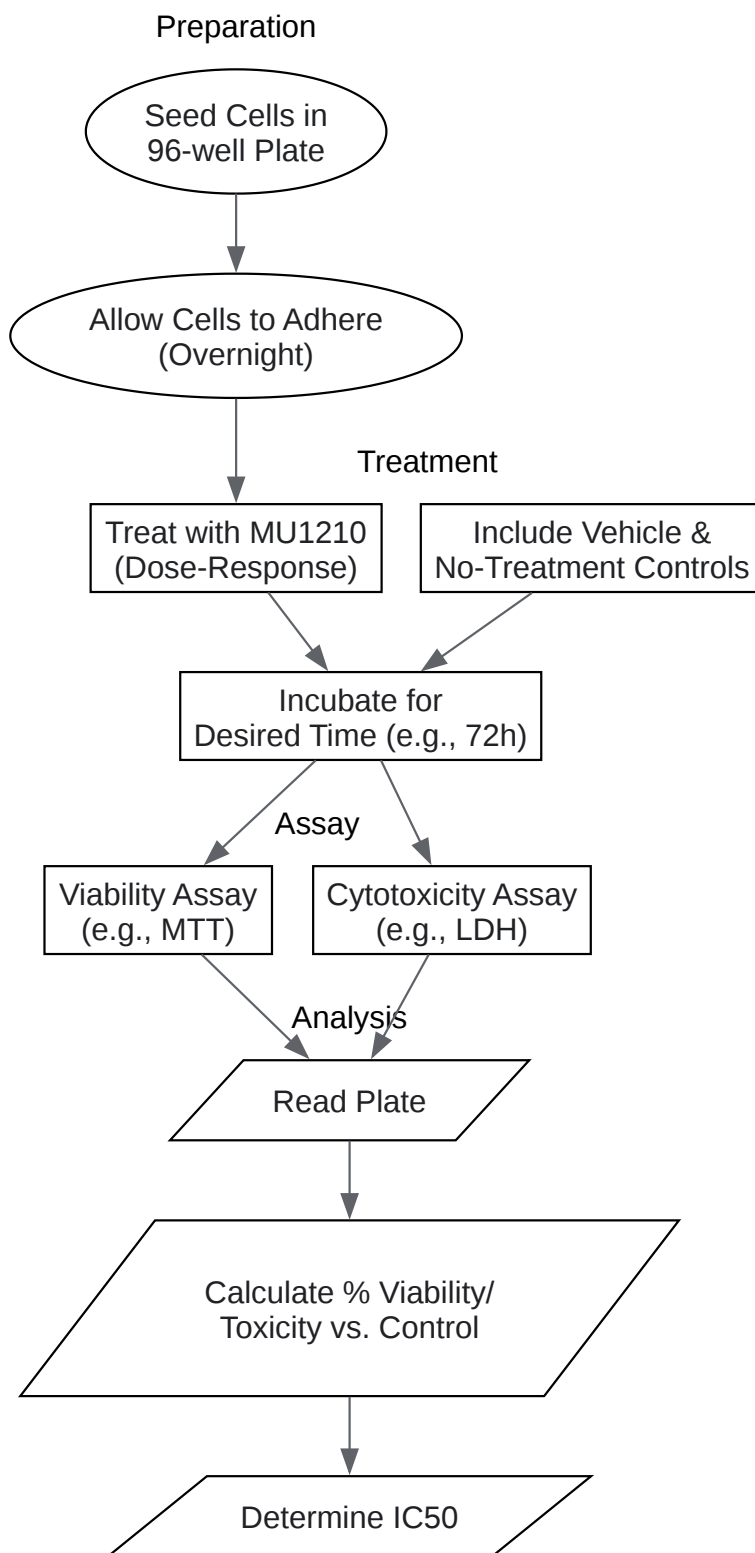 Preparation
Seed Cells in
96-well Plate
Allow Cells to Adhere
(Overnight)
Treatment
Treat with MU1210
(Dose-Response)
Include Vehicle &
No-Treatment Controls
Incubate for
Desired Time (e.g., 72h)
Assay
Viability Assay
(e.g., MTT)
Cytotoxicity Assay
(e.g., LDH)
Analysis
Read Plate
Calculate % Viability/
Toxicity vs. Control
Determine IC50